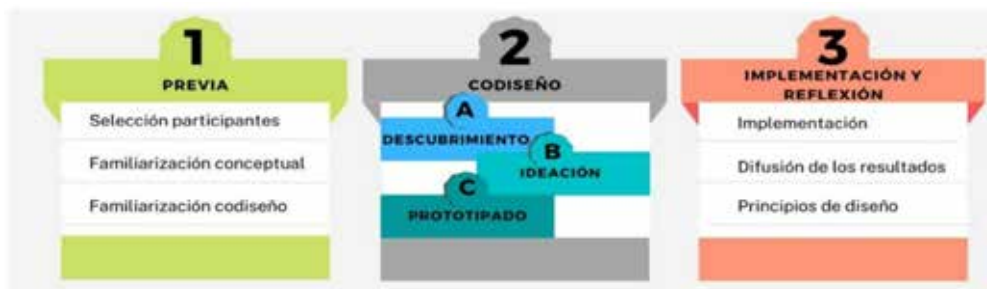 1
PREVIA
Selección participantes
Familiarización conceptual
Familiarización codiseño
2
CODISEÑO
A
DESCUBRIMIENTO
B
IDEACIÓN
C
PROTOTIPADO
3
IMPLEMENTACIÓN Y
REFLEXIÓN
Implementación
Difusión de los resultados
Principios de diseño